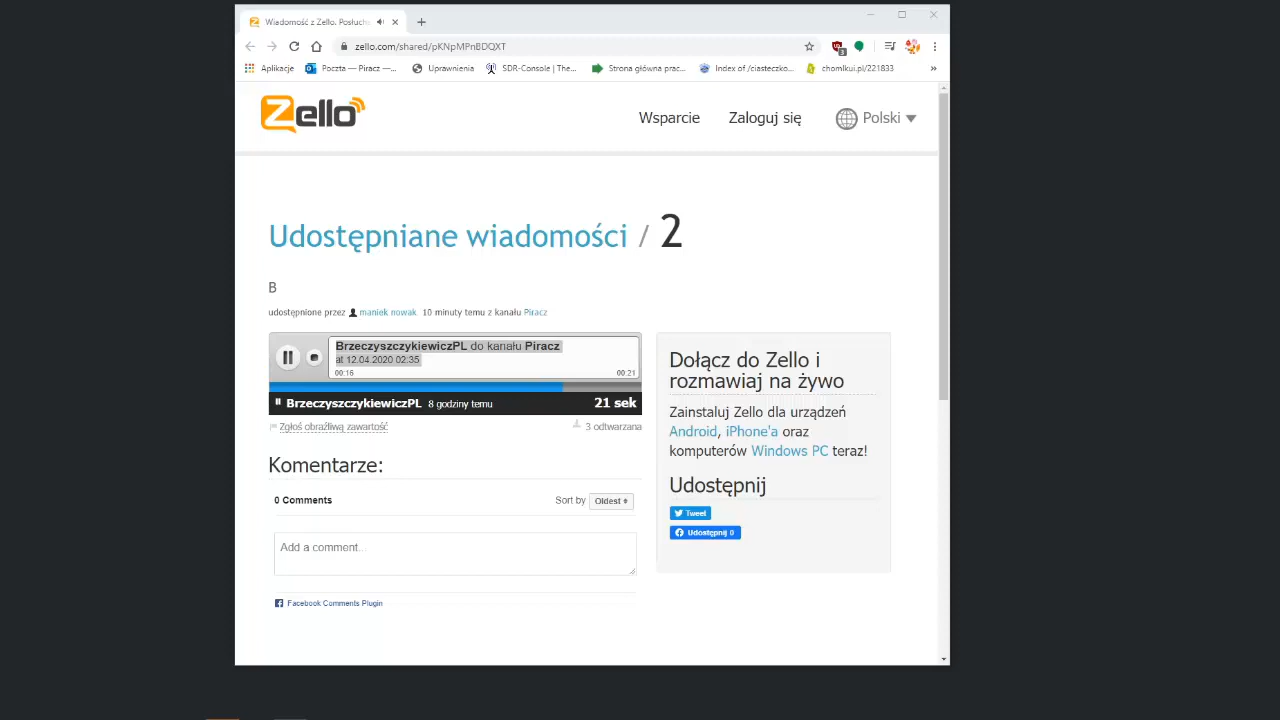 Wiadomość z Zello. Posłucha
zello.com/shared/pKNpMPnBDQXT
3
Aplikacje
Poczta — Piracz —...
Uprawnienia
SDR-Console | The...
Strona główna prac...
Index of /ciasteczko...
chomikuj.pl/221833
»
Zello
Wsparcie
Zaloguj się
Polski
Udostępniane wiadomości / 2
B
udostępnione przez maniek nowak 10 minuty temu z kanału Piracz
BrzeczyszczykiewiczPL do kanału Piracz
at 12.04.2020 02:35
00:16
00:21
BrzeczyszczykiewiczPL 8 godziny temu
21 sek
Zgłoś obraźliwą zawartość
3 odtwarzana
Komentarze:
0 Comments
Sort by Oldest
Add a comment...
Facebook Comments Plugin
Dołącz do Zello i
rozmawiaj na żywo
Zainstaluj Zello dla urządzeń
Android, iPhone'a oraz
komputerów Windows PC teraz!
Udostępnij
Tweet
Udostępnij 0